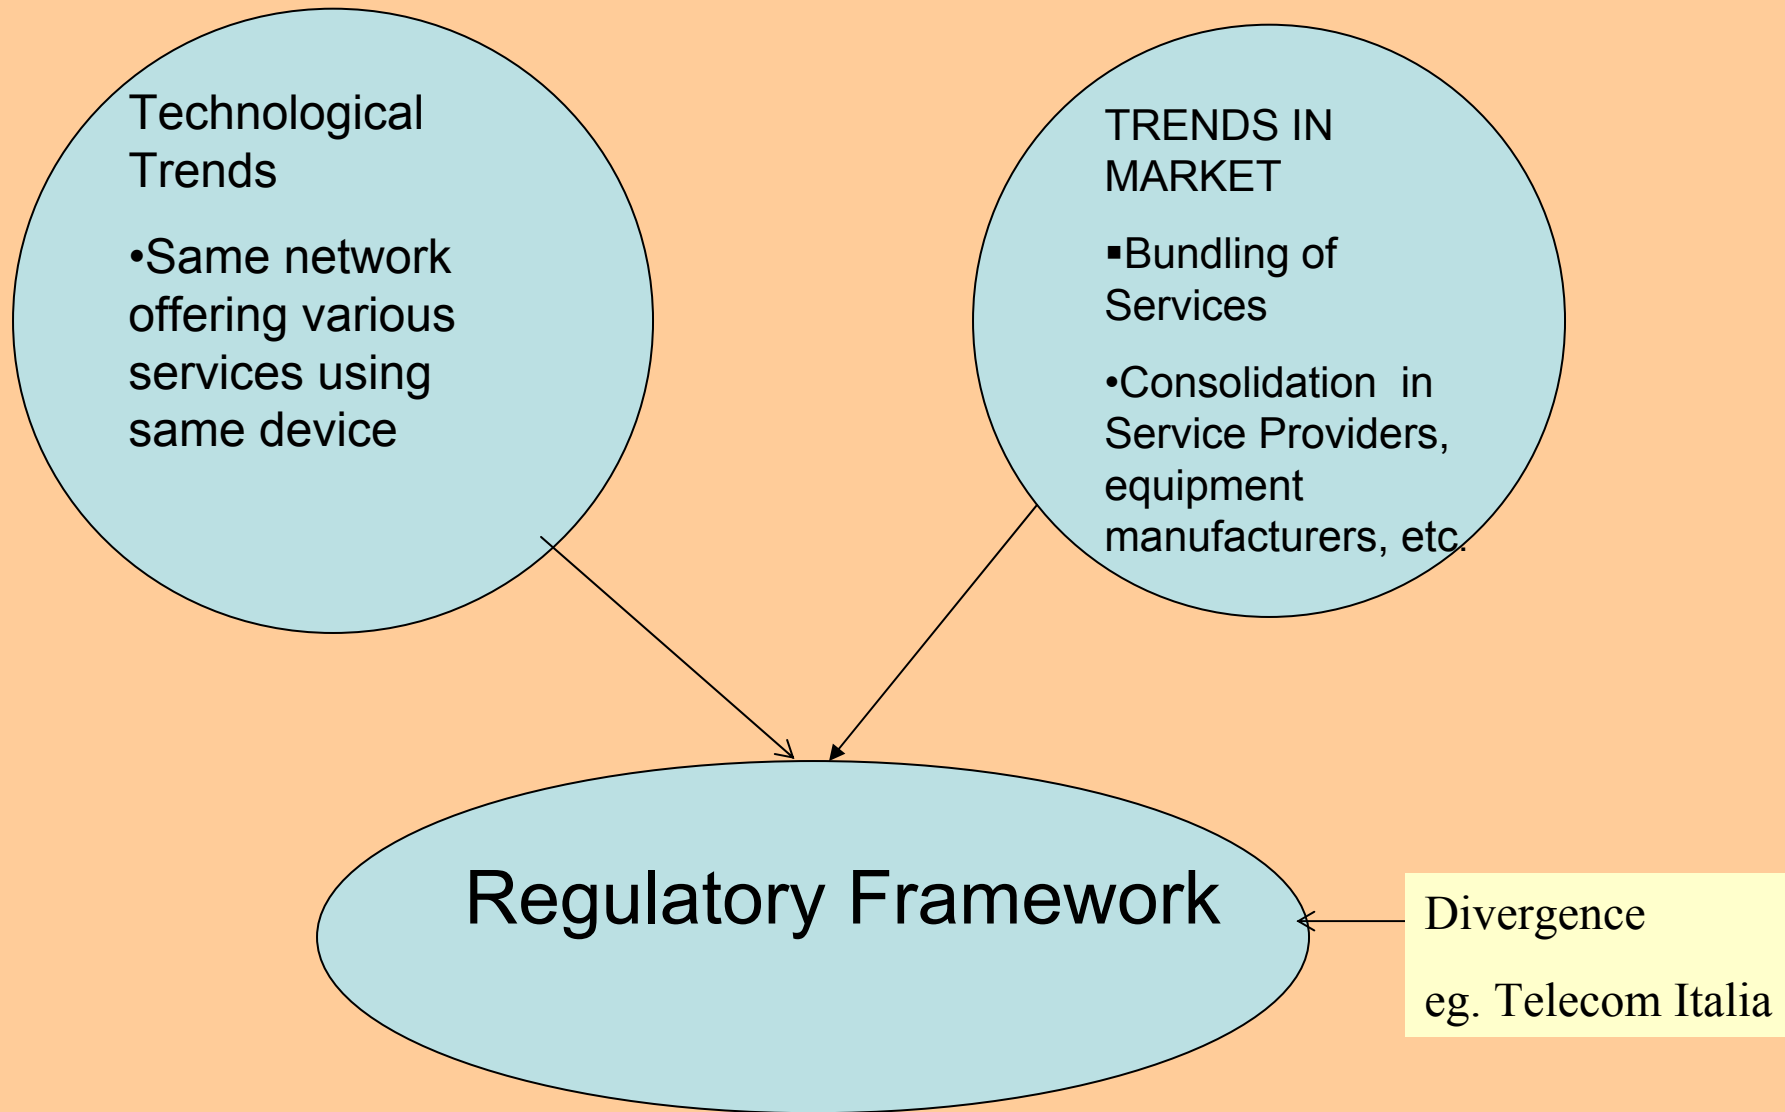 Technological
Trends
•Same network
offering various
services using
same device
TRENDS IN
MARKET
▪Bundling of
Services
•Consolidation in
Service Providers,
equipment
manufacturers, etc.
Regulatory Framework
Divergence
eg. Telecom Italia